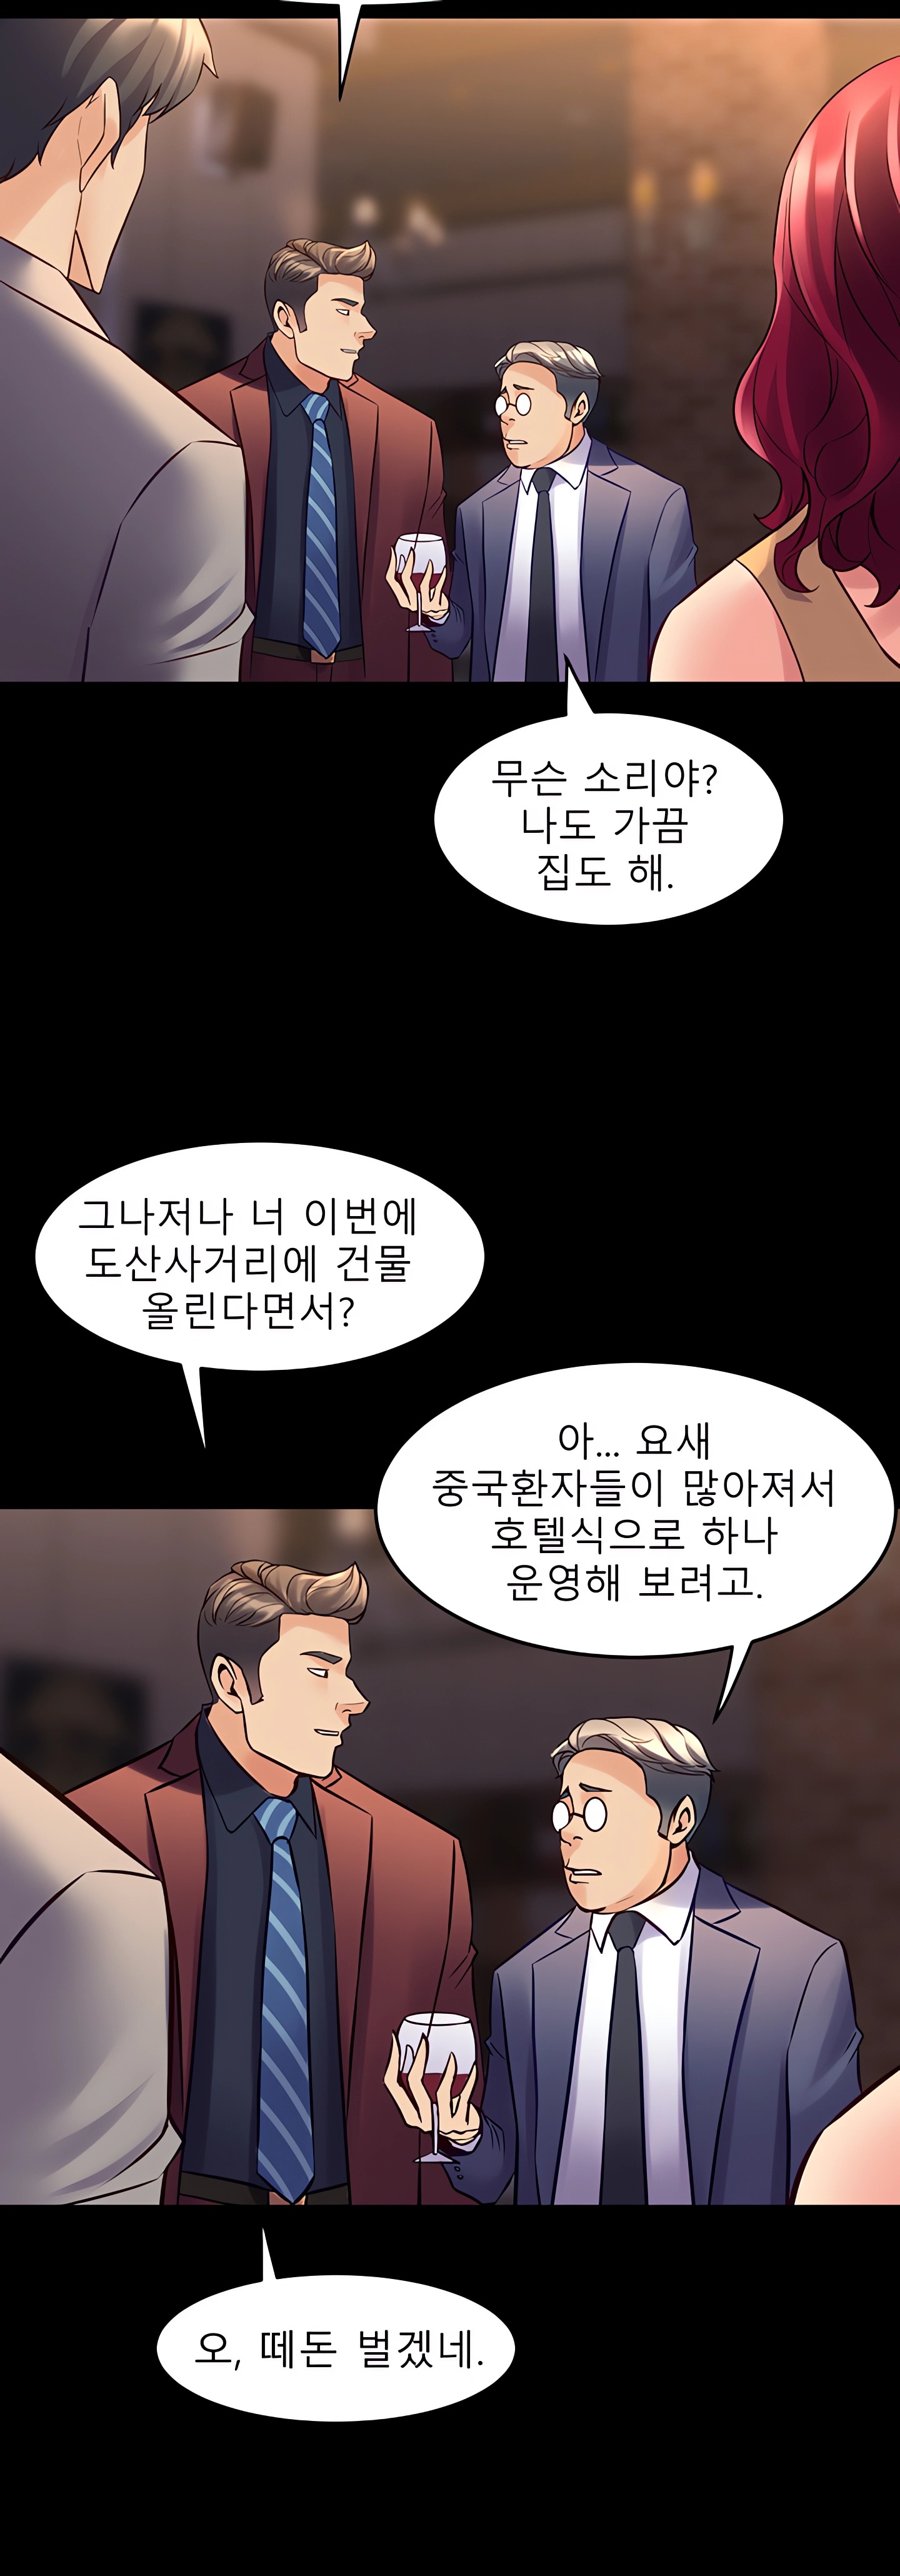 무슨 소리야?
나도 가끔
집도 해.
그나저나 너 이번에
도산사거리에 건물
올린다면서?
아... 요새
중국환자들이 많아져서
호텔식으로 하나
운영해 보려고.
오, 떼돈 벌겠네.